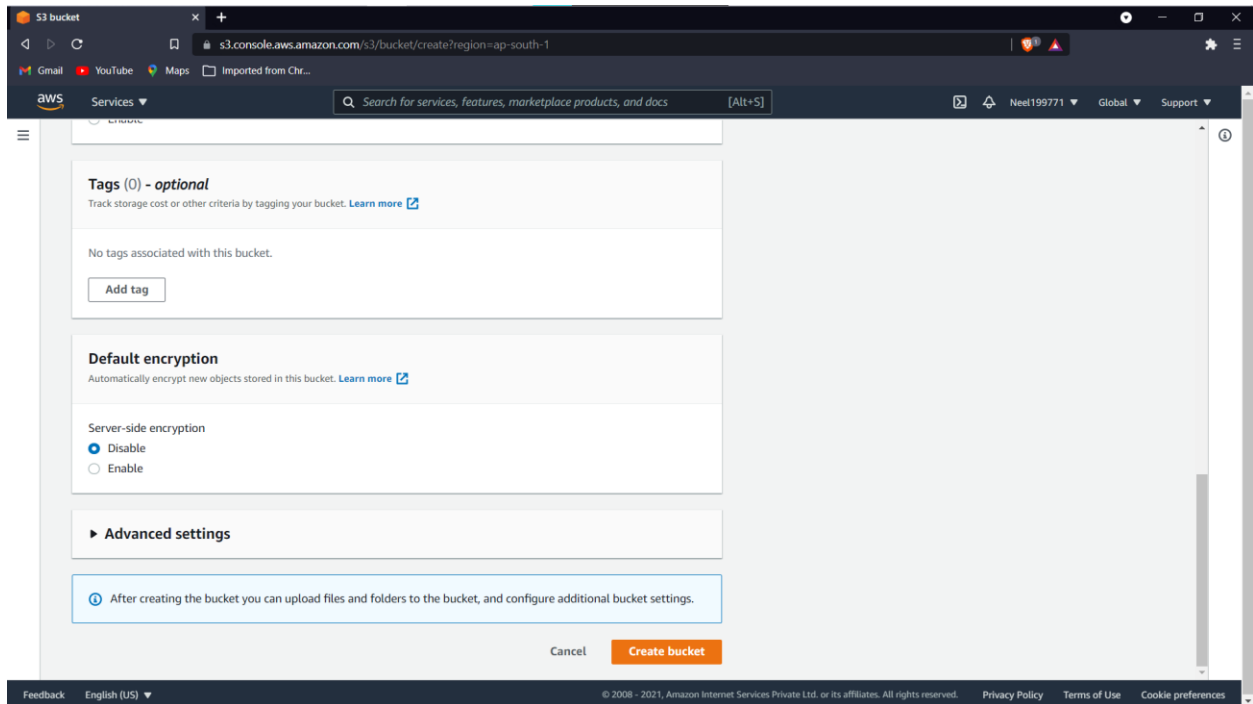 S3 bucket
s3.console.aws.amazon.com/s3/bucket/create?region=ap-south-1
Gmail YouTube Maps Imported from Chr...
aws Services ▼ Search for services, features, marketplace products, and docs [Alt+S] Neel199771 ▼ Global ▼ Support ▼
Enable
Tags (0) - optional
Track storage cost or other criteria by tagging your bucket. Learn more
No tags associated with this bucket.
Add tag
Default encryption
Automatically encrypt new objects stored in this bucket. Learn more
Server-side encryption
Disable
Enable
Advanced settings
After creating the bucket you can upload files and folders to the bucket, and configure additional bucket settings.
Cancel Create bucket
Feedback English (US) ▼ © 2008 - 2021, Amazon Internet Services Private Ltd. or its affiliates. All rights reserved. Privacy Policy Terms of Use Cookie preferences